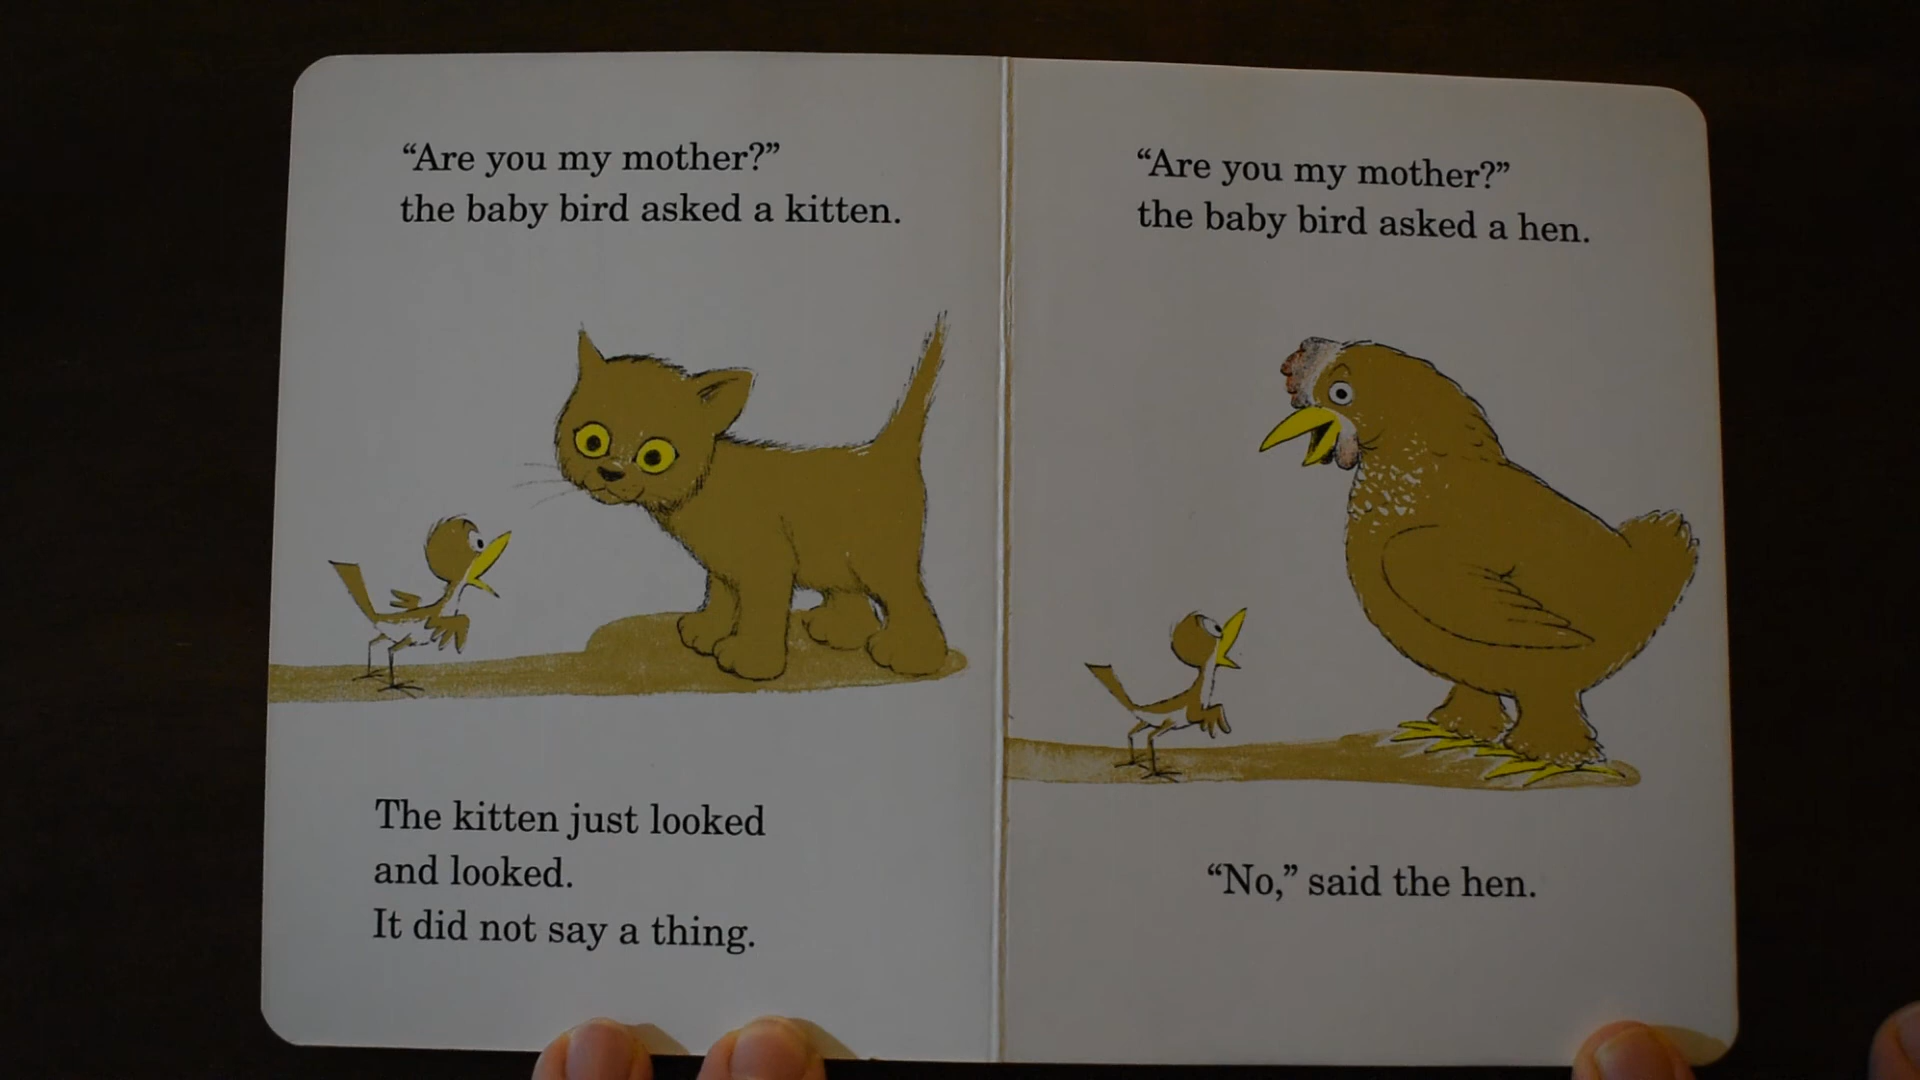 “Are you my mother?”
the baby bird asked a kitten.
The kitten just looked
and looked.
It did not say a thing.
“Are you my mother?”
the baby bird asked a hen.
“No,” said the hen.